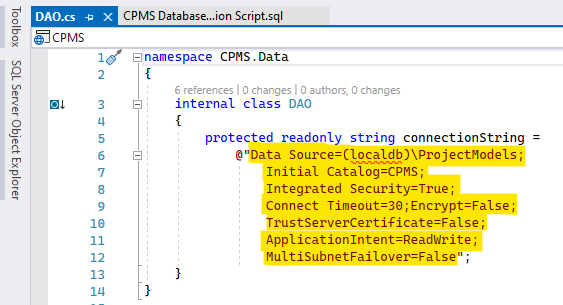 Toolbox
SQL Server Object Explorer
DAO.cs
CPMS Database...ion Script.sql
CPMS
1 namespace CPMS.Data
2 {
6 references | 0 changes | 0 authors, 0 changes
3 internal class DAO
4 {
5 protected readonly string connectionString =
6 @"Data Source=(localdb)\ProjectModels;
7 Initial Catalog=CPMS;
8 Integrated Security=True;
9 Connect Timeout=30;Encrypt=False;
10 TrustServerCertificate=False;
11 ApplicationIntent=ReadWrite;
12 MultiSubnetFailover=False";
13 }
14 }